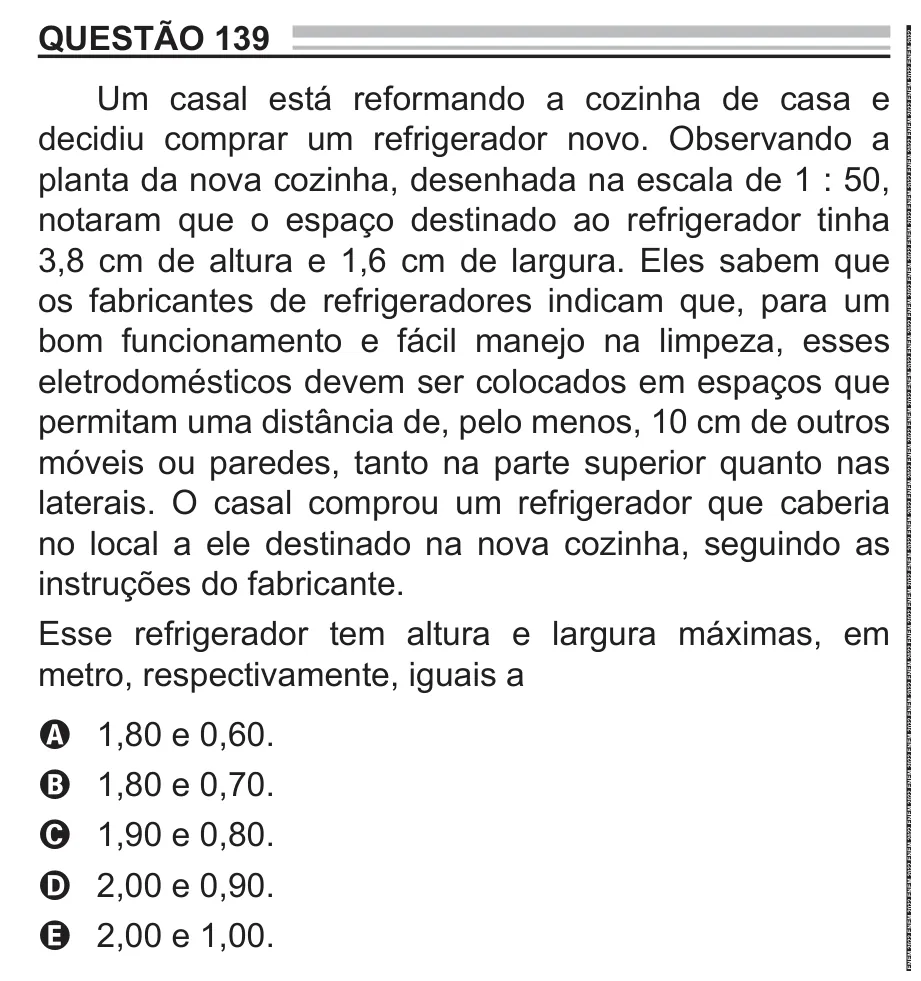 QUESTÃO 139
Um casal está reformando a cozinha de casa e
decidiu comprar um refrigerador novo. Observando a
planta da nova cozinha, desenhada na escala de 1 : 50,
notaram que o espaço destinado ao refrigerador tinha
3,8 cm de altura e 1,6 cm de largura. Eles sabem que
os fabricantes de refrigeradores indicam que, para um
bom funcionamento e fácil manejo na limpeza, esses
eletrodomésticos devem ser colocados em espaços que
permitam uma distância de, pelo menos, 10 cm de outros
móveis ou paredes, tanto na parte superior quanto nas
laterais. O casal comprou um refrigerador que caberia
no local a ele destinado na nova cozinha, seguindo as
instruções do fabricante.
Esse refrigerador tem altura e largura máximas, em
metro, respectivamente, iguais a
A 1,80 e 0,60.
B 1,80 e 0,70.
C 1,90 e 0,80.
D 2,00 e 0,90.
E 2,00 e 1,00.